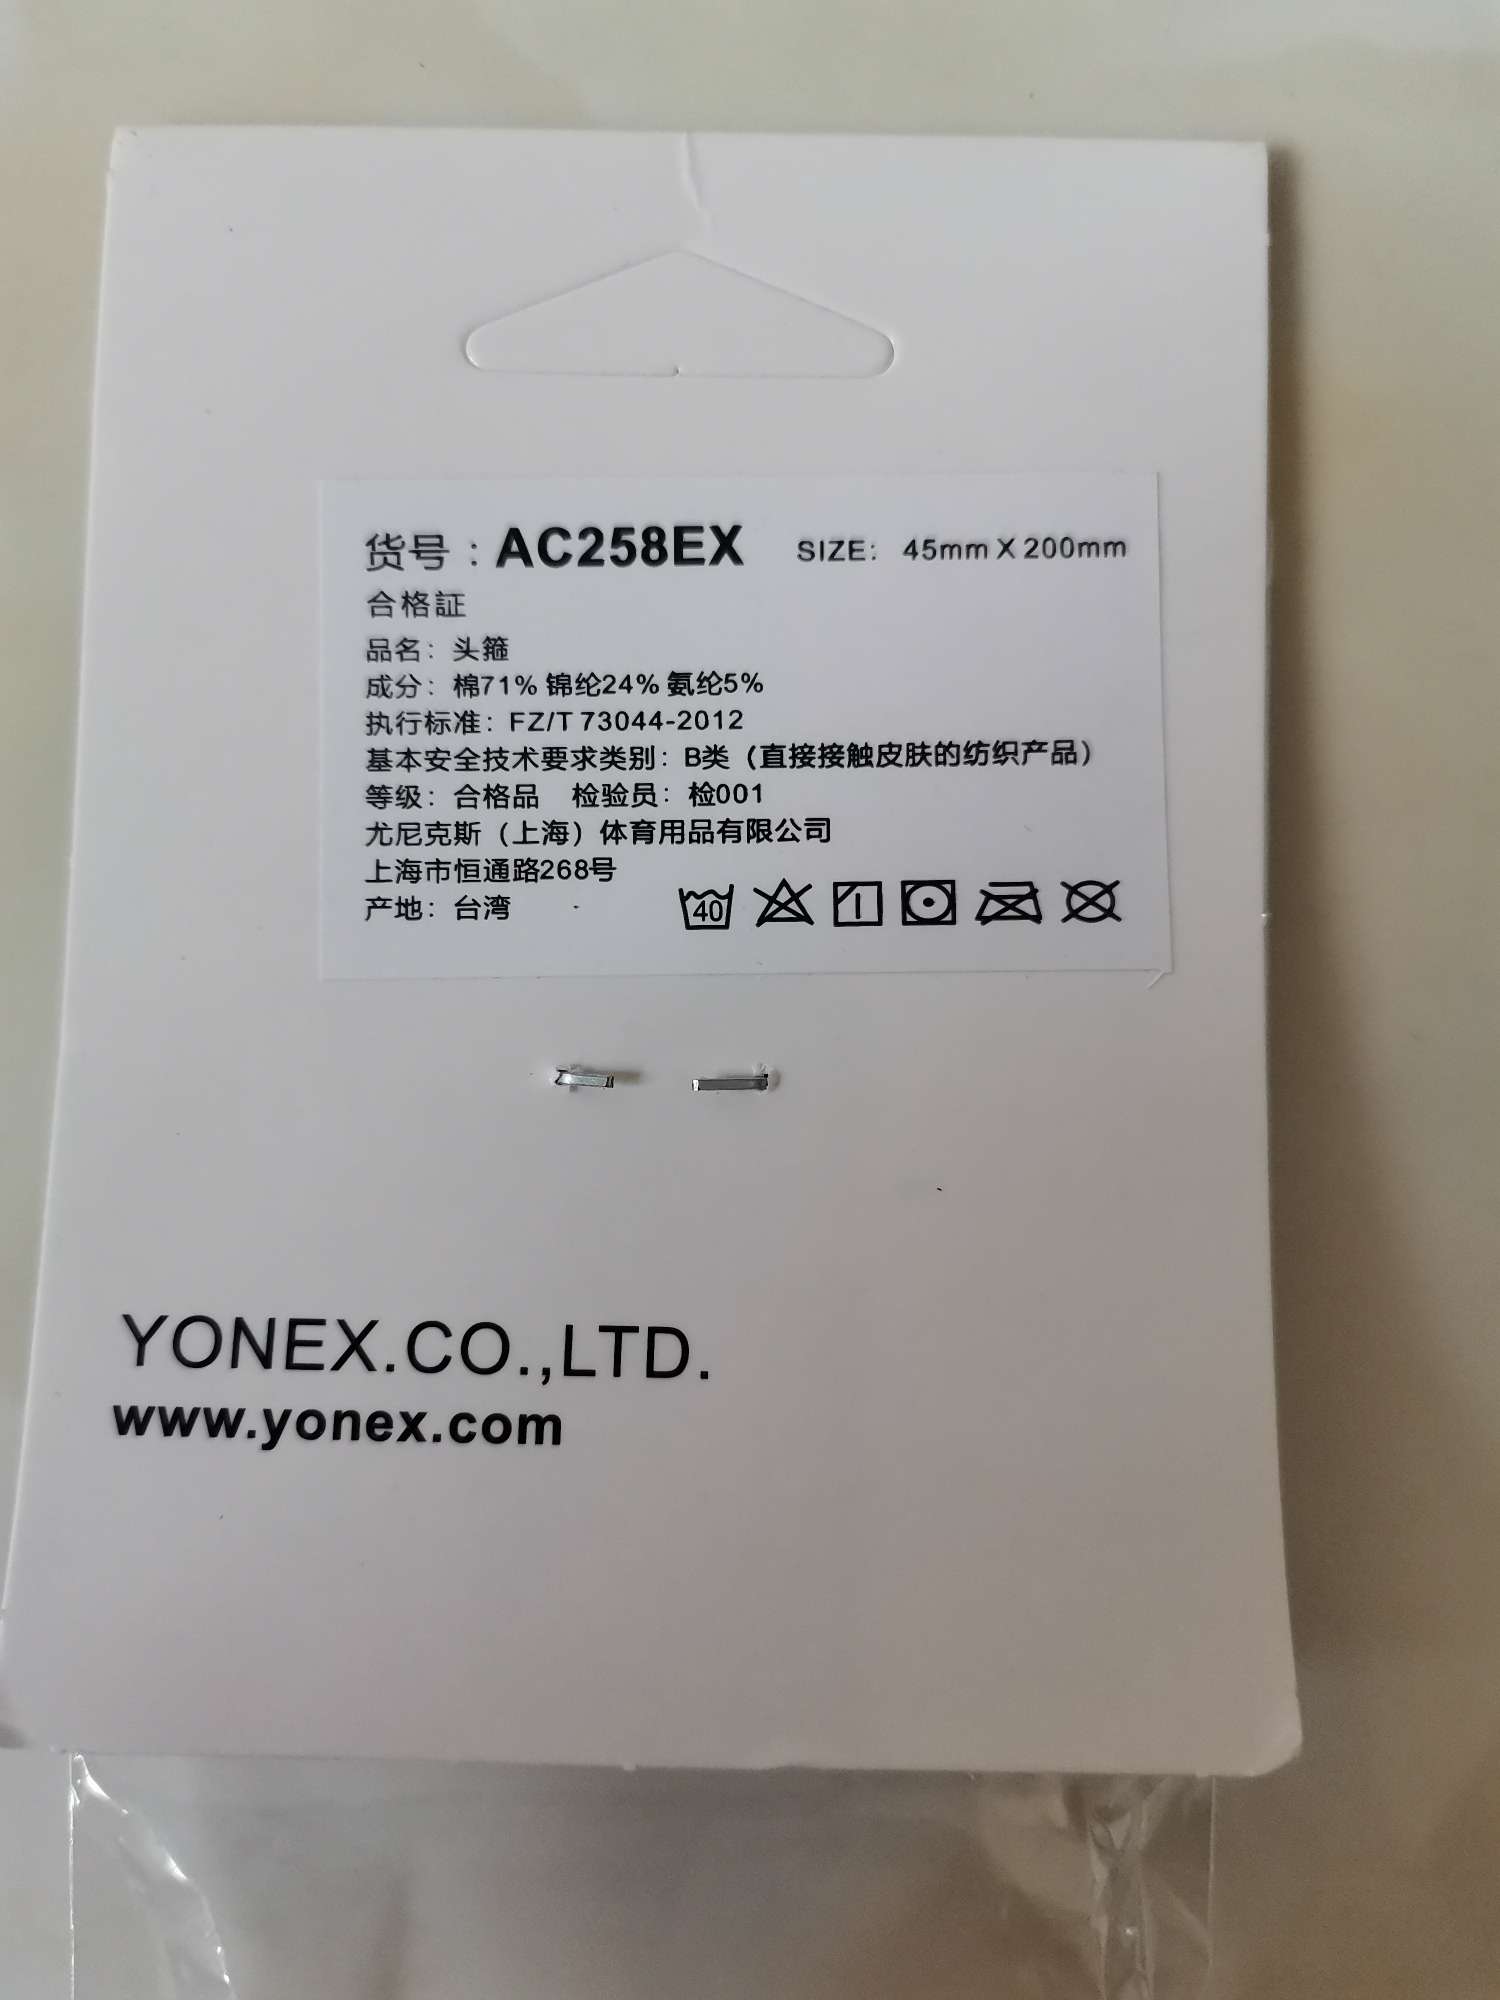 货号：AC258EX SIZE: 45mm X 200mm
合格証
品名：头箍
成分：棉71% 锦纶24% 氨纶5%
执行标准：FZ/T 73044-2012
基本安全技术要求类别：B类（直接接触皮肤的纺织产品）
等级：合格品 检验员：检001
尤尼克斯（上海）体育用品有限公司
上海市恒通路268号
产地：台湾
40
YONEX.CO.,LTD.
www.yonex.com